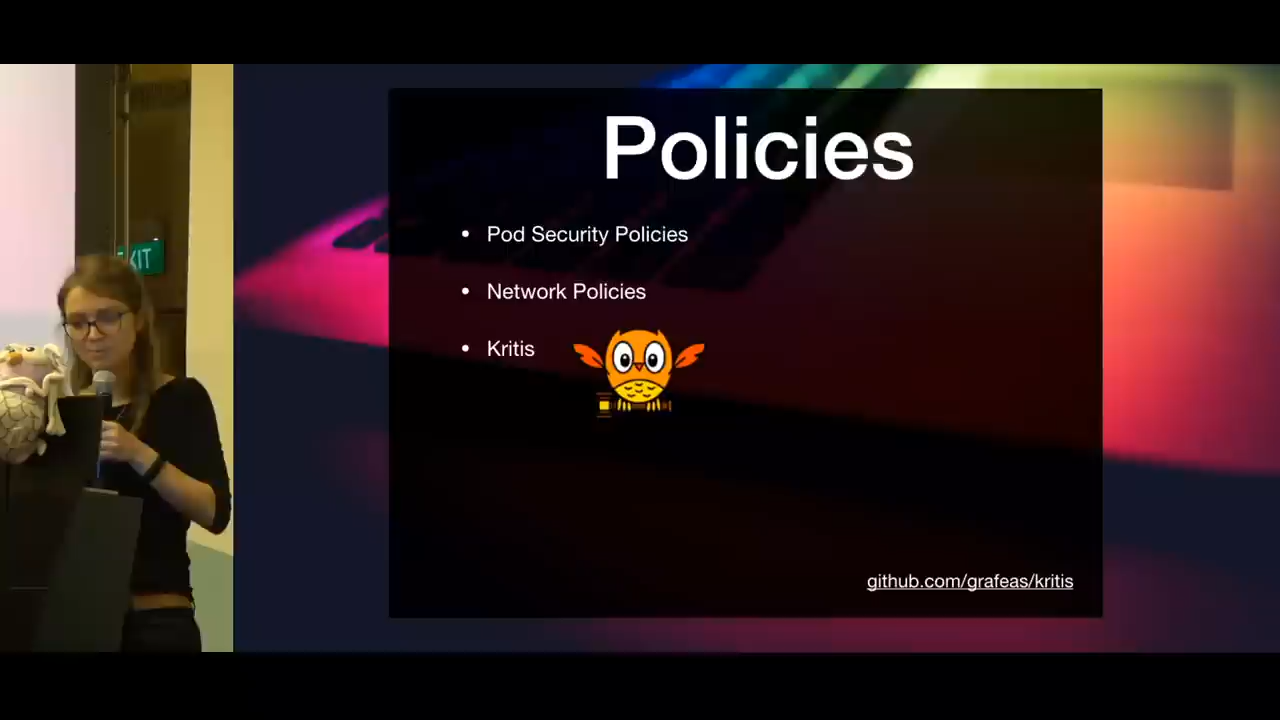 Policies
• Pod Security Policies
• Network Policies
• Kritis
github.com/grafeas/kritis